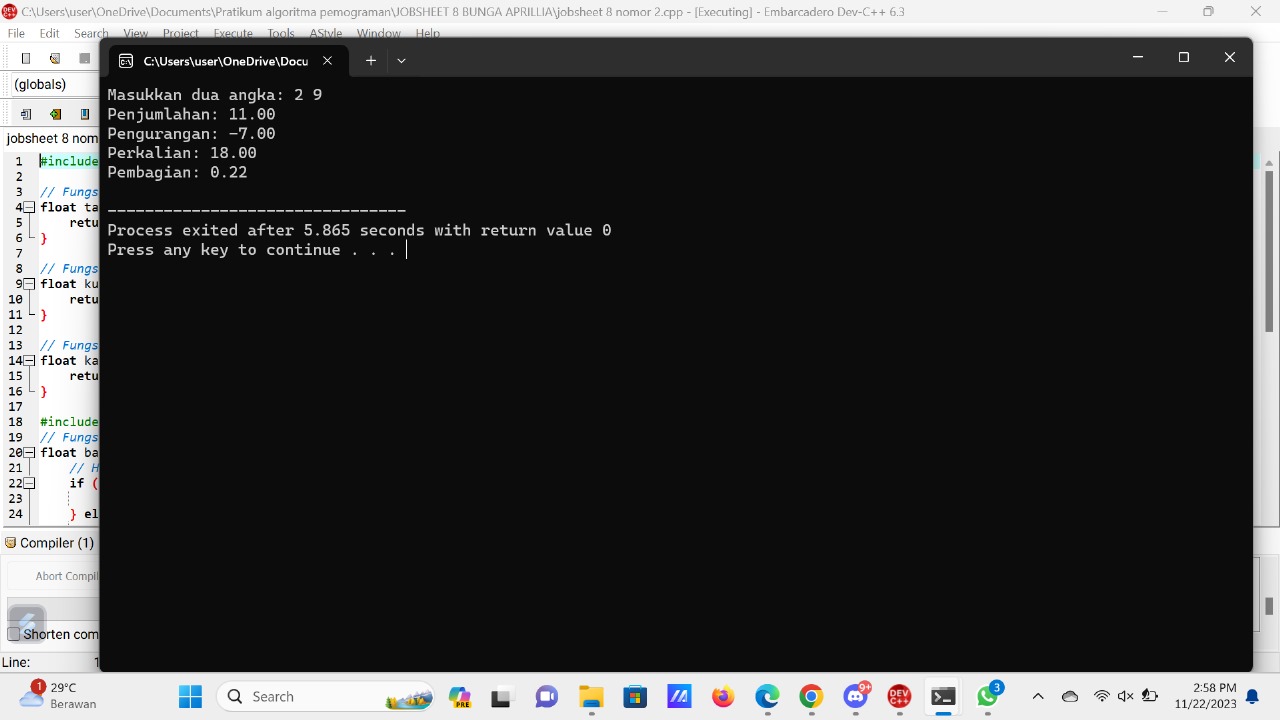 C:\Users\user\OneDrive\Documents\Pratikum algoritma pemograman\JOBSHEET 8 BUNGA APRILLIA\jobsheet 8 nomor 2.cpp - [Executing] - Embarcadero Dev-C++ 6.3
File Edit Search View Project Execute Tools AStyle Window Help
C:\Users\user\OneDrive\Docu
(globals)
jobsheet 8 nom
Masukkan dua angka: 2 9
Penjumlahan: 11.00
Pengurangan: -7.00
Perkalian: 18.00
Pembagian: 0.22
--------------------------------
Process exited after 5.865 seconds with return value 0
Press any key to continue . . .
1 #include
2
3 // Fungs
4 float ta
5 retu
6 }
7
8 // Fungs
9 float ku
10 retu
11 }
12
13 // Fungs
14 float ka
15 retu
16 }
17
18 #include
19 // Fungs
20 float ba
21 // H
22 if (
23
24 } el
Compiler (1)
Abort Compil
Shorten com
Line: 1
1
29°C
Berawan
Search
PRE
9+
DEV C++
3
2:58 PM
11/22/2023